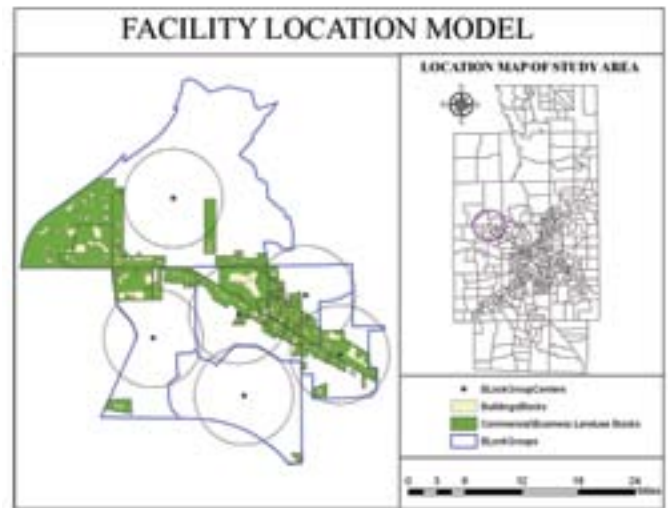 FACILITY LOCATION MODEL
LOCATION MAP OF STUDY AREA
BLockGroupCenters
BuildingsBlocks
Commercial/Business Landuse Blocks
BLockGroups
0 3 6 12 18 24
Miles